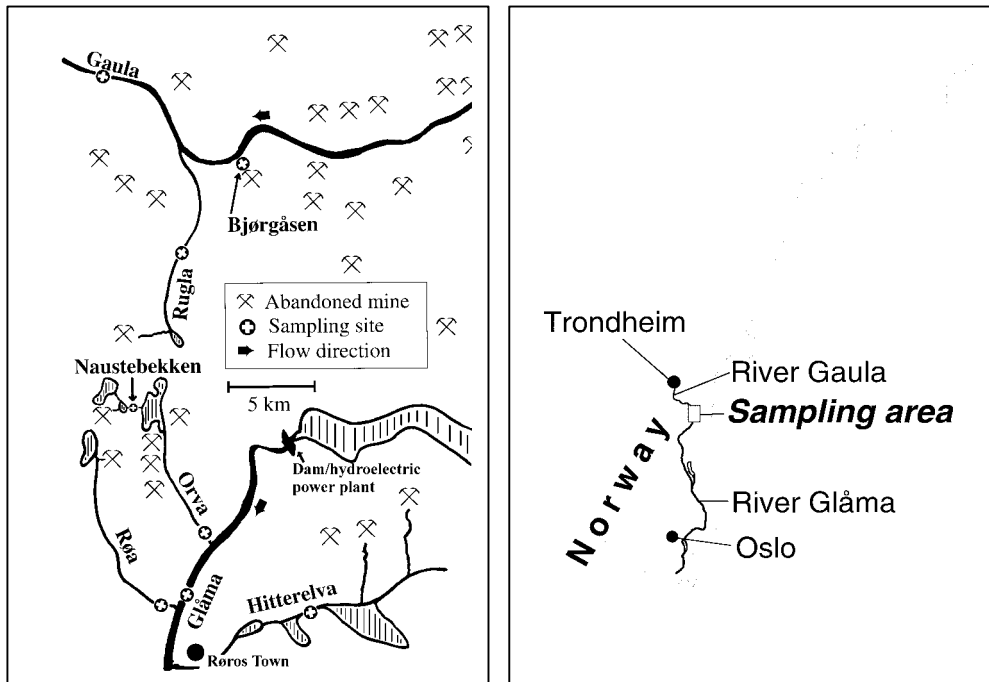 Gaula
Bjørgåsen
Rugla
Abandoned mine
Sampling site
Flow direction
Naustebekken
5 km
Dam/hydroelectric
power plant
Orva
Røa
Glåma
Hitterelva
Røros Town
Trondheim
River Gaula
Sampling area
Norway
River Glåma
Oslo